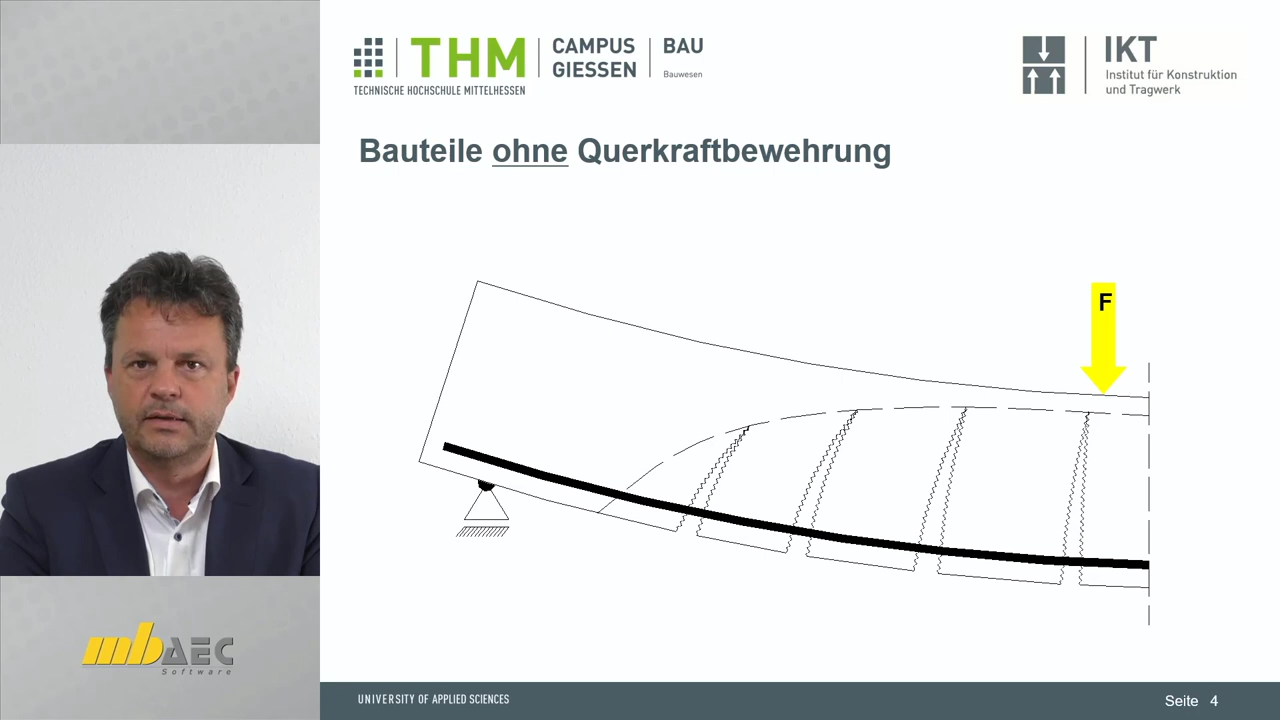 THM
TECHNISCHE HOCHSCHULE MITTELHESSEN
CAMPUS
GIESSEN
BAU
Bauwesen
IKT
Institut für Konstruktion
und Tragwerk
Bauteile ohne Querkraftbewehrung
F
mbAEC
Software
UNIVERSITY OF APPLIED SCIENCES
Seite 4